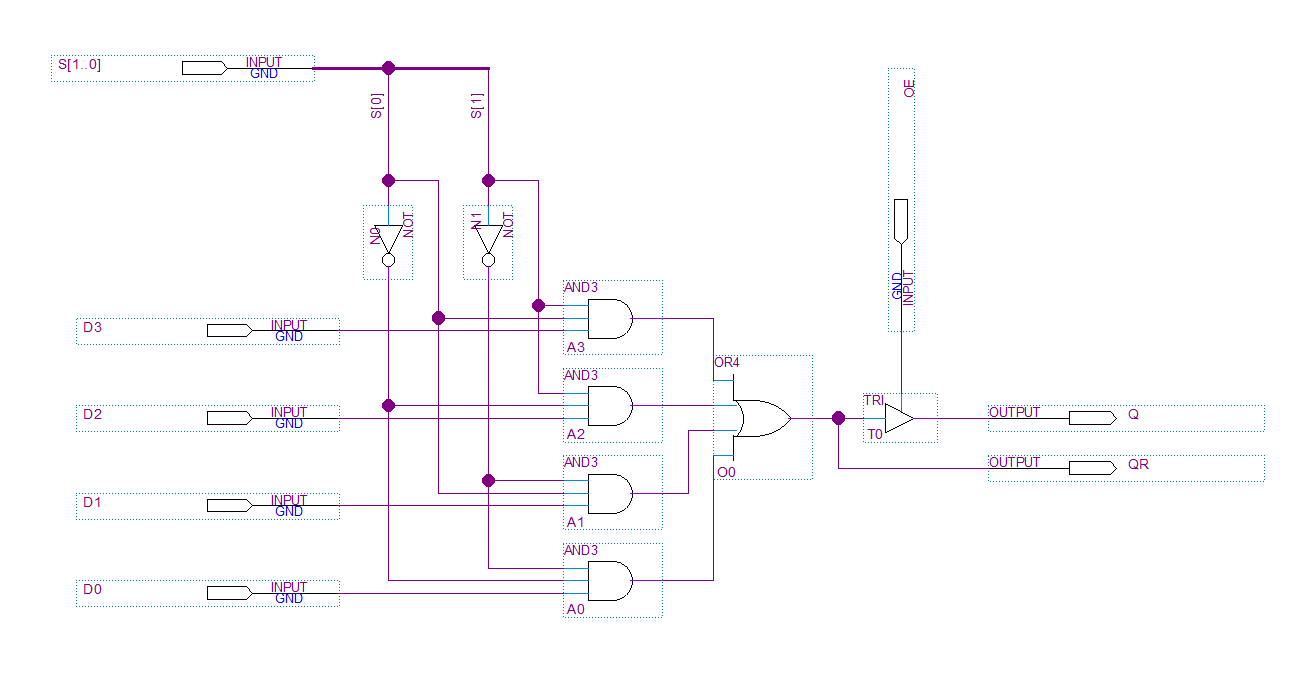 S[1..0]
INPUT
GND
OE
S[0]
S[1]
N0
NOT
N1
NOT
GND
INPUT
AND3
D3
INPUT
GND
A3
OR4
AND3
TRI
D2
INPUT
GND
OUTPUT
Q
A2
T0
AND3
OUTPUT
QR
O0
D1
INPUT
GND
A1
AND3
D0
INPUT
GND
A0